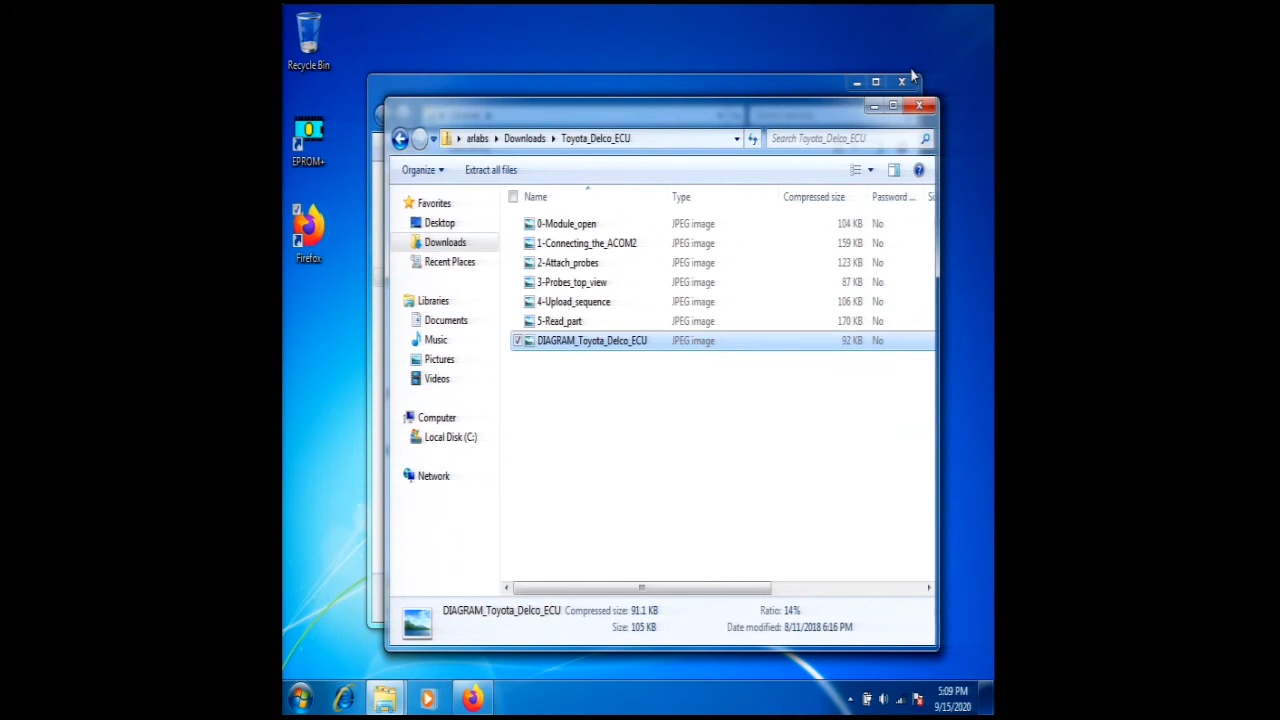 Recycle Bin
EPROM+
Firefox
arlabs Downloads Toyota_Delco_ECU
Search Toyota_Delco_ECU
Organize Extract all files
Name Type Compressed size Password ... Si
Favorites
Desktop
Downloads
Recent Places
Libraries
Documents
Music
Pictures
Videos
Computer
Local Disk (C:)
Network
0-Module_open JPEG image 104 KB No
1-Connecting_the_ACOM2 JPEG image 159 KB No
2-Attach_probes JPEG image 123 KB No
3-Probes_top_view JPEG image 87 KB No
4-Upload_sequence JPEG image 106 KB No
5-Read_part JPEG image 170 KB No
DIAGRAM_Toyota_Delco_ECU JPEG image 92 KB No
DIAGRAM_Toyota_Delco_ECU Compressed size: 91.1 KB Ratio: 14%
Size: 105 KB Date modified: 8/11/2018 6:16 PM
5:09 PM
9/15/2020